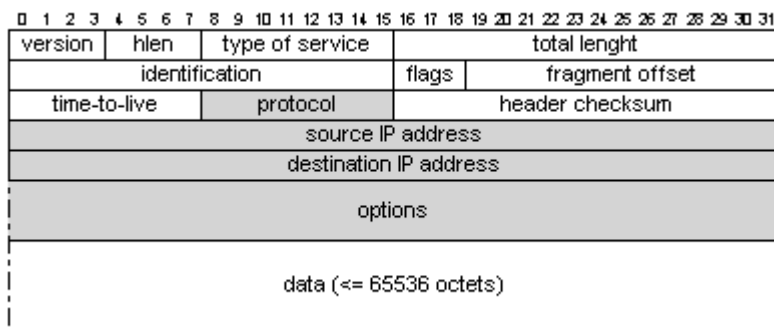 0 1 2 3 4 5 6 7 8 9 10 11 12 13 14 15 16 17 18 19 20 21 22 23 24 25 26 27 28 29 30 31
version hlen type of service total lenght
identification flags fragment offset
time-to-live protocol header checksum
source IP address
destination IP address
options
data (<= 65536 octets)